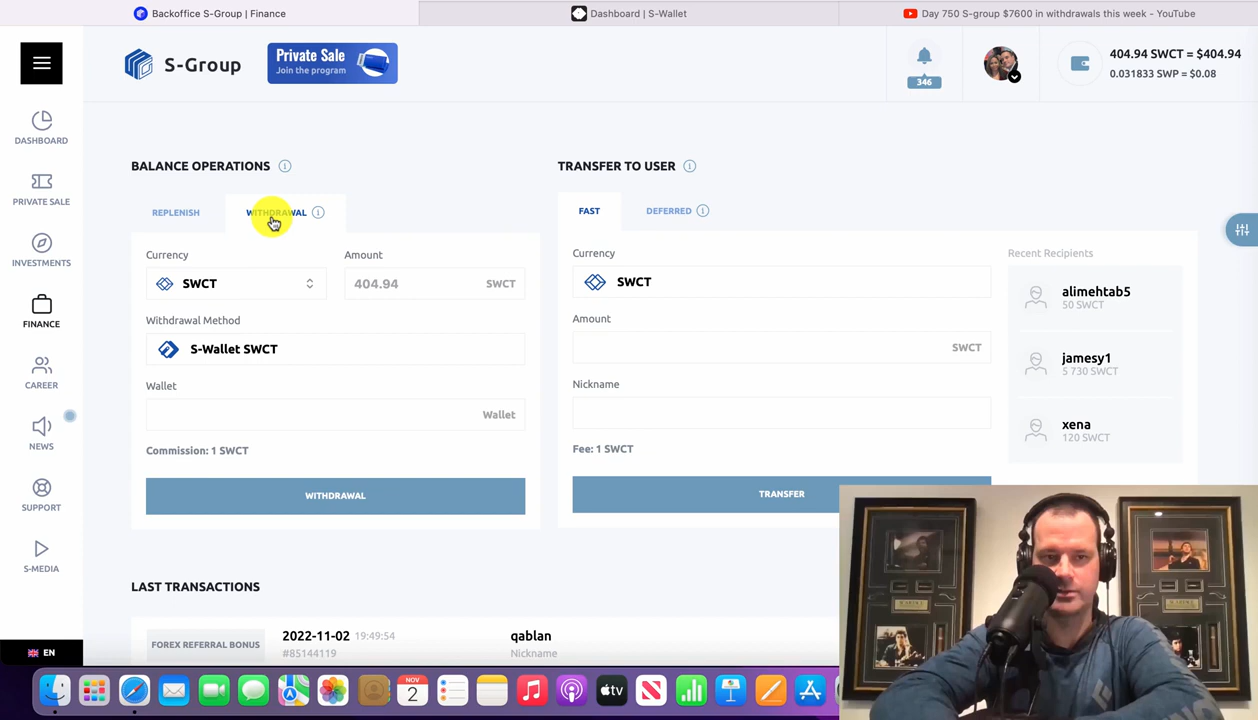 Backoffice S-Group | Finance
Dashboard | S-Wallet
Day 750 S-group $7600 in withdrawals this week - YouTube
S-Group
Private Sale
Join the program
346
404.94 SWCT = $404.94
0.031833 SWP = $0.08
DASHBOARD
PRIVATE SALE
INVESTMENTS
FINANCE
CAREER
NEWS
SUPPORT
S-MEDIA
EN
BALANCE OPERATIONS
REPLENISH
WITHDRAWAL
Currency
Amount
SWCT
404.94 SWCT
Withdrawal Method
S-Wallet SWCT
Wallet
Wallet
Commission: 1 SWCT
WITHDRAWAL
TRANSFER TO USER
FAST
DEFERRED
Currency
SWCT
Amount
SWCT
Nickname
Fee: 1 SWCT
TRANSFER
Recent Recipients
alimehtab5
50 SWCT
jamesy1
5 730 SWCT
xena
120 SWCT
LAST TRANSACTIONS
FOREX REFERRAL BONUS
2022-11-02 19:49:54
#85144119
qablan
Nickname
NOV
2
tv